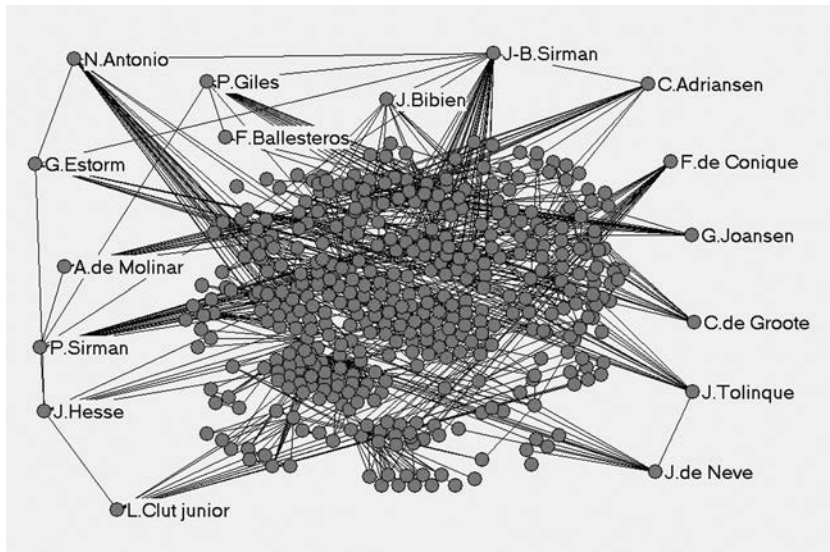 N.Antonio
J-B.Sirman
P.Giles
C.Adriansen
J.Bibien
F.Ballesteros
G.Estorm
F.de Conique
G.Joansen
A.de Molinar
C.de Groote
P.Sirman
J.Tolinque
J.Hesse
J.de Neve
L.Clut junior